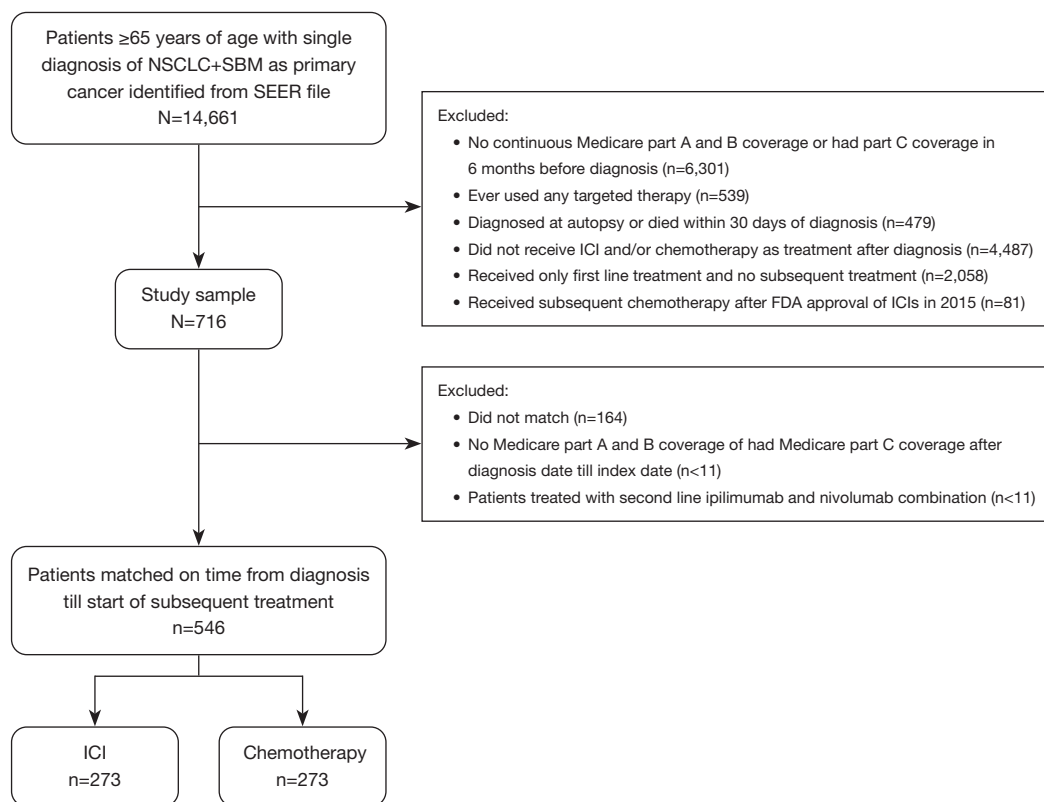 Patients ≥65 years of age with single
diagnosis of NSCLC+SBM as primary
cancer identified from SEER file
N=14,661
Excluded:
• No continuous Medicare part A and B coverage or had part C coverage in
6 months before diagnosis (n=6,301)
• Ever used any targeted therapy (n=539)
• Diagnosed at autopsy or died within 30 days of diagnosis (n=479)
• Did not receive ICI and/or chemotherapy as treatment after diagnosis (n=4,487)
• Received only first line treatment and no subsequent treatment (n=2,058)
• Received subsequent chemotherapy after FDA approval of ICIs in 2015 (n=81)
Study sample
N=716
Excluded:
• Did not match (n=164)
• No Medicare part A and B coverage of had Medicare part C coverage after
diagnosis date till index date (n<11)
• Patients treated with second line ipilimumab and nivolumab combination (n<11)
Patients matched on time from diagnosis
till start of subsequent treatment
n=546
ICI
n=273
Chemotherapy
n=273